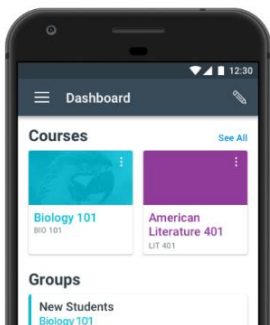 12:30
Dashboard
Courses
See All
Biology 101
BIO 101
American
Literature 401
LIT 401
Groups
New Students
Biology 101